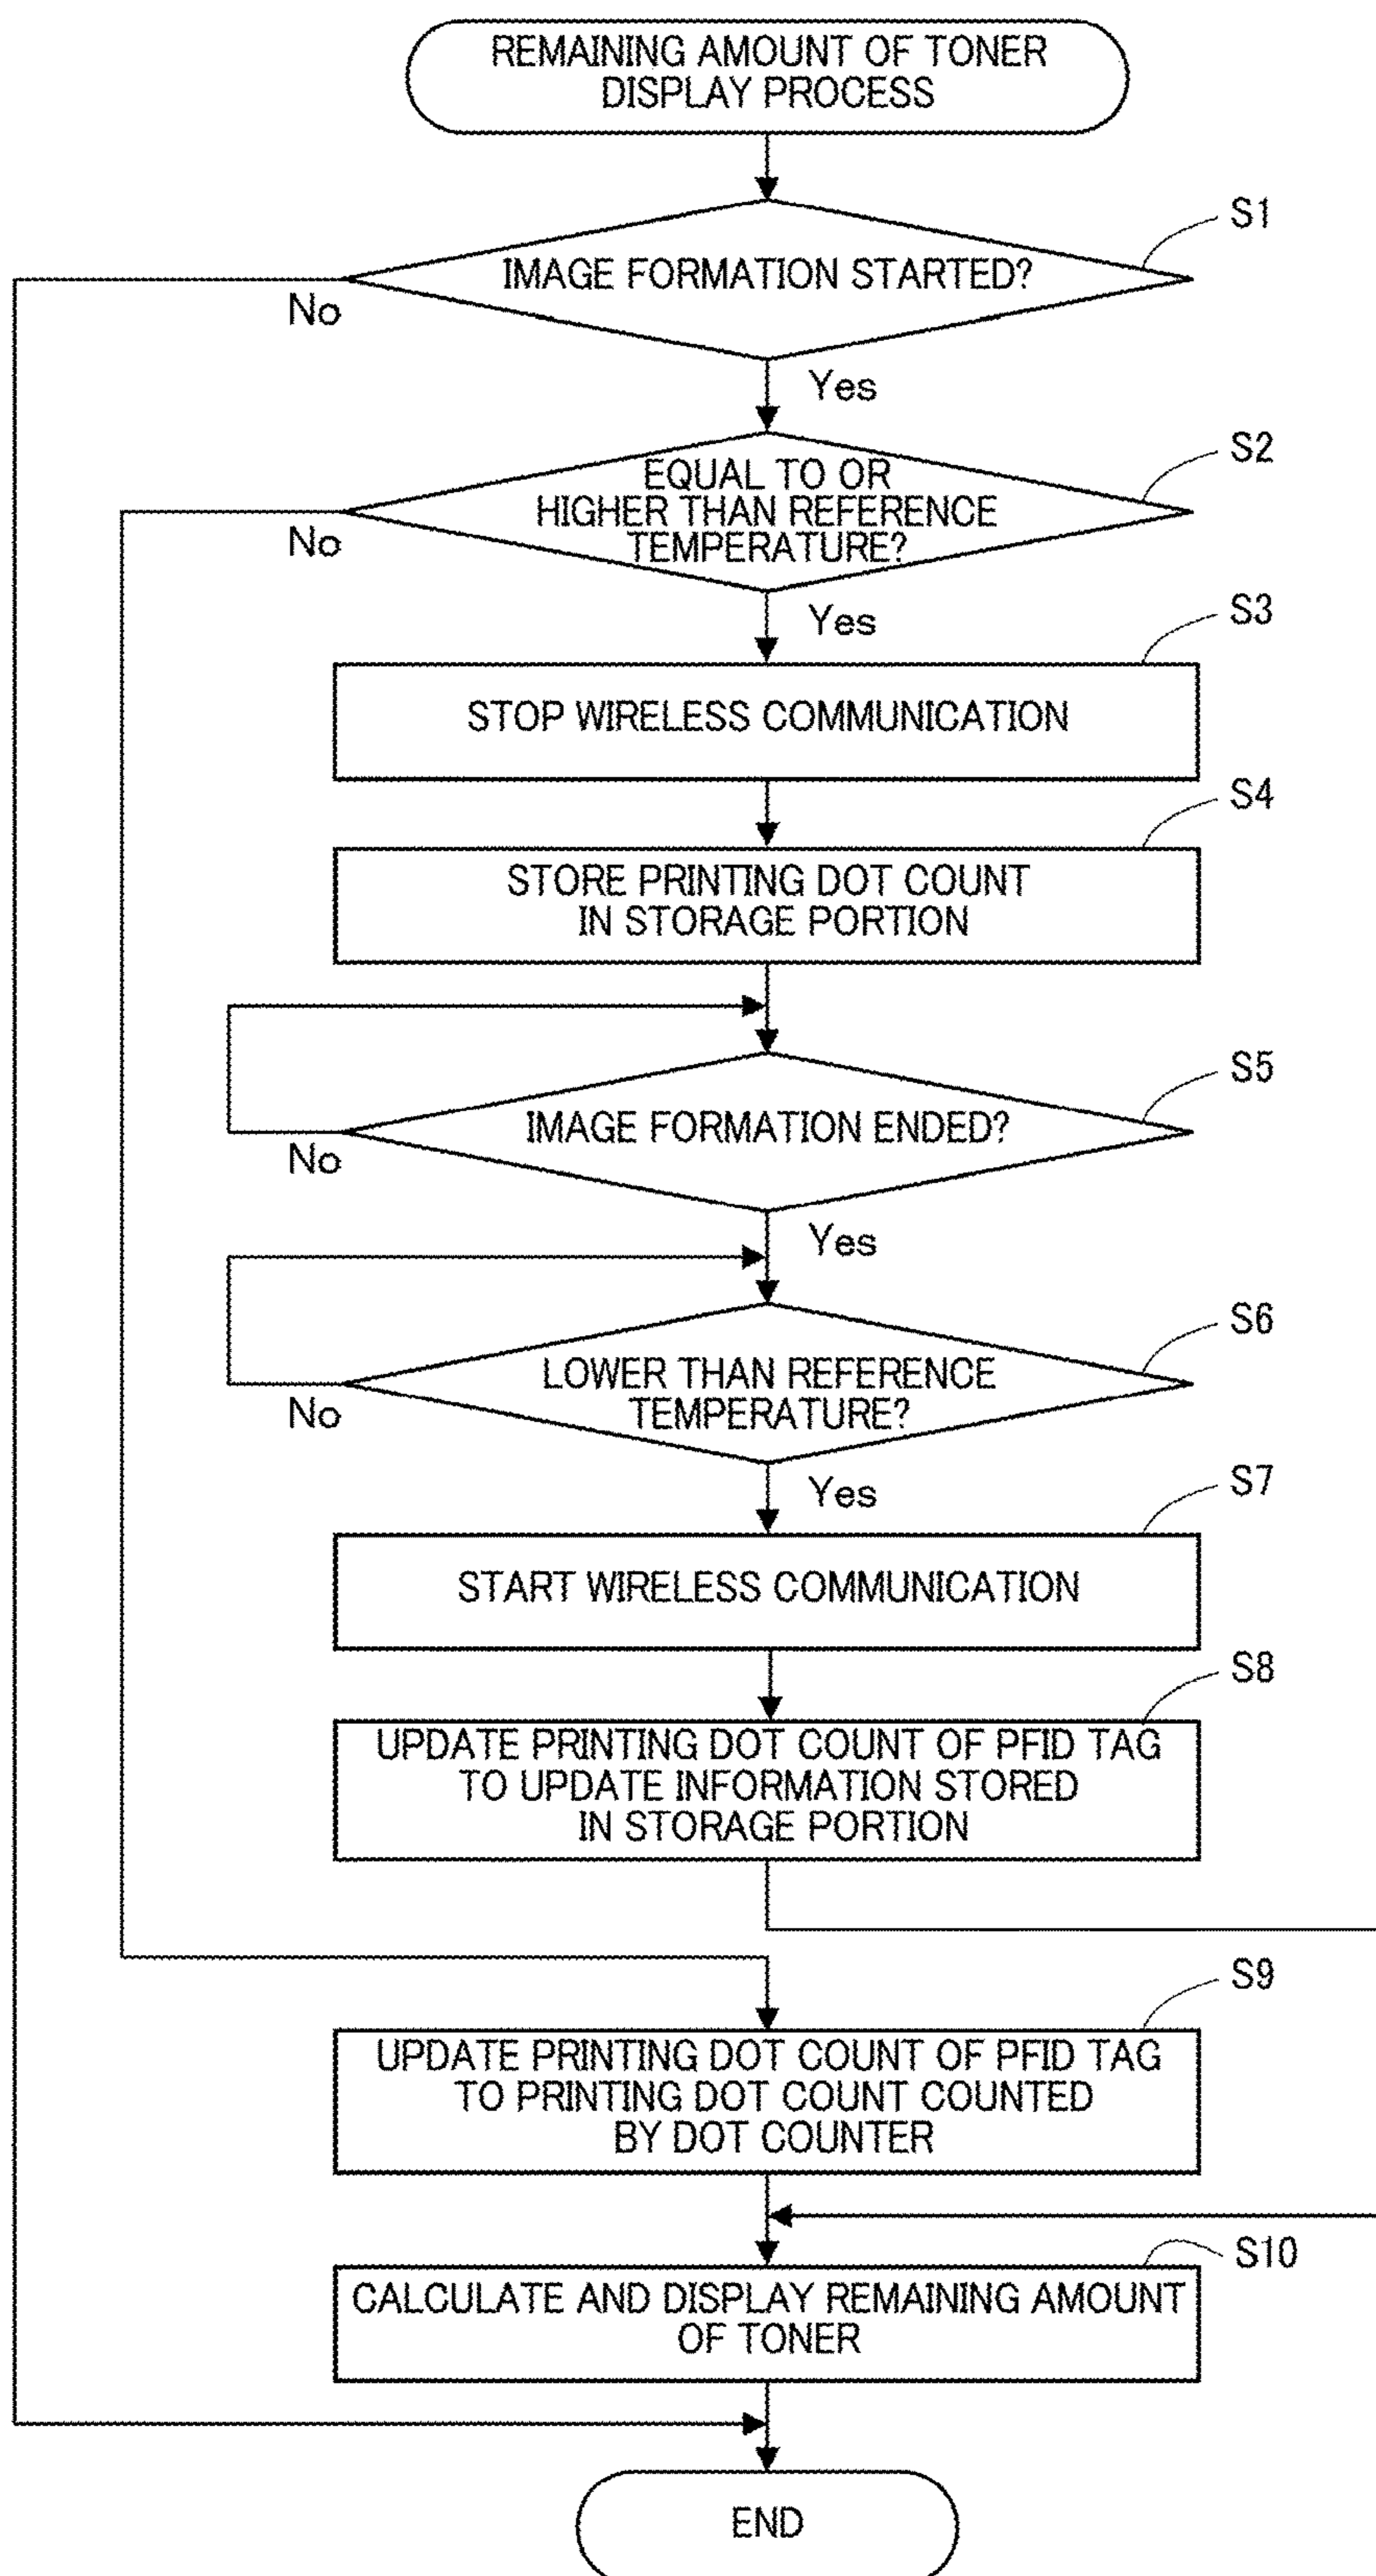 REMAINING AMOUNT OF TONER
DISPLAY PROCESS
S1
IMAGE FORMATION STARTED?
No
Yes
S2
EQUAL TO OR
HIGHER THAN REFERENCE
TEMPERATURE?
No
Yes
S3
STOP WIRELESS COMMUNICATION
S4
STORE PRINTING DOT COUNT
IN STORAGE PORTION
S5
IMAGE FORMATION ENDED?
No
Yes
S6
LOWER THAN REFERENCE
TEMPERATURE?
No
Yes
S7
START WIRELESS COMMUNICATION
S8
UPDATE PRINTING DOT COUNT OF PFID TAG
TO UPDATE INFORMATION STORED
IN STORAGE PORTION
S9
UPDATE PRINTING DOT COUNT OF PFID TAG
TO PRINTING DOT COUNT COUNTED
BY DOT COUNTER
S10
CALCULATE AND DISPLAY REMAINING AMOUNT
OF TONER
END